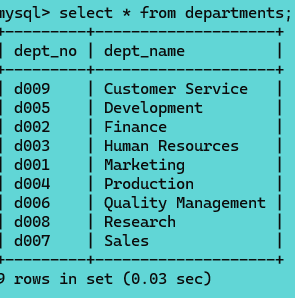 mysql> select * from departments;
+---------+--------------------+
| dept_no | dept_name          |
+---------+--------------------+
| d009    | Customer Service   |
| d005    | Development        |
| d002    | Finance            |
| d003    | Human Resources    |
| d001    | Marketing          |
| d004    | Production         |
| d006    | Quality Management |
| d008    | Research           |
| d007    | Sales              |
+---------+--------------------+
9 rows in set (0.03 sec)